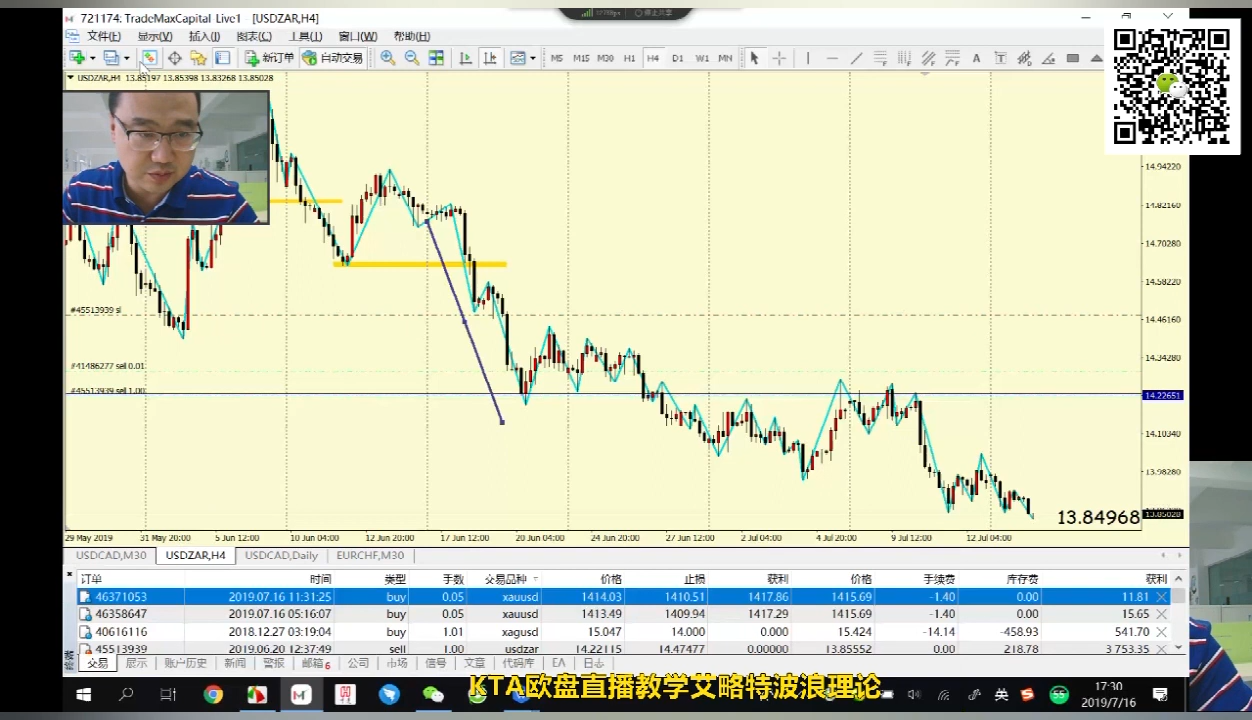 721174: TradeMaxCapital-Live1 - [USDZAR,H4]
文件(F) 显示(V) 插入(I) 图表(C) 工具(T) 窗口(W) 帮助(H)
新订单 自动交易 M5 M15 M30 H1 H4 D1 W1 MN
USDZAR,H4 13.85197 13.85398 13.83268 13.85028
14.94220
14.82160
14.70280
14.58220
#45513939 sl
14.46160
14.34280
#41486277 sell 0.01
#45513939 sell 1.00
14.22651
14.10340
13.98280
13.84968
13.85028
29 May 2019 31 May 20:00 5 Jun 12:00 10 Jun 04:00 12 Jun 20:00 17 Jun 12:00 20 Jun 04:00 24 Jun 20:00 27 Jun 12:00 2 Jul 04:00 4 Jul 20:00 9 Jul 12:00 12 Jul 04:00
USDCAD,M30 USDZAR,H4 USDCAD,Daily EURCHF,M30
订单 时间 类型 手数 交易品种 价格 止损 获利 价格 手续费 库存费 获利
46371053 2019.07.16 11:31:25 buy 0.05 xauusd 1414.03 1410.51 1417.86 1415.69 -1.40 0.00 11.81
46358647 2019.07.16 05:16:07 buy 0.05 xauusd 1413.49 1409.94 1417.29 1415.69 -1.40 0.00 15.65
40616116 2018.12.27 03:19:04 buy 1.01 xagusd 15.047 14.000 0.000 15.424 -14.14 -458.93 541.70
45513939 2019.06.20 12:37:49 sell 1.00 usdzar 14.22115 14.47477 0.00000 13.85552 0.00 218.78 3 753.35
交易 展示 账户历史 新闻 警报 邮箱6 公司 市场 信号 文章 代码库 EA 日志
KTA欧盘直播教学艾略特波浪理论
英
17:30
2019/7/16